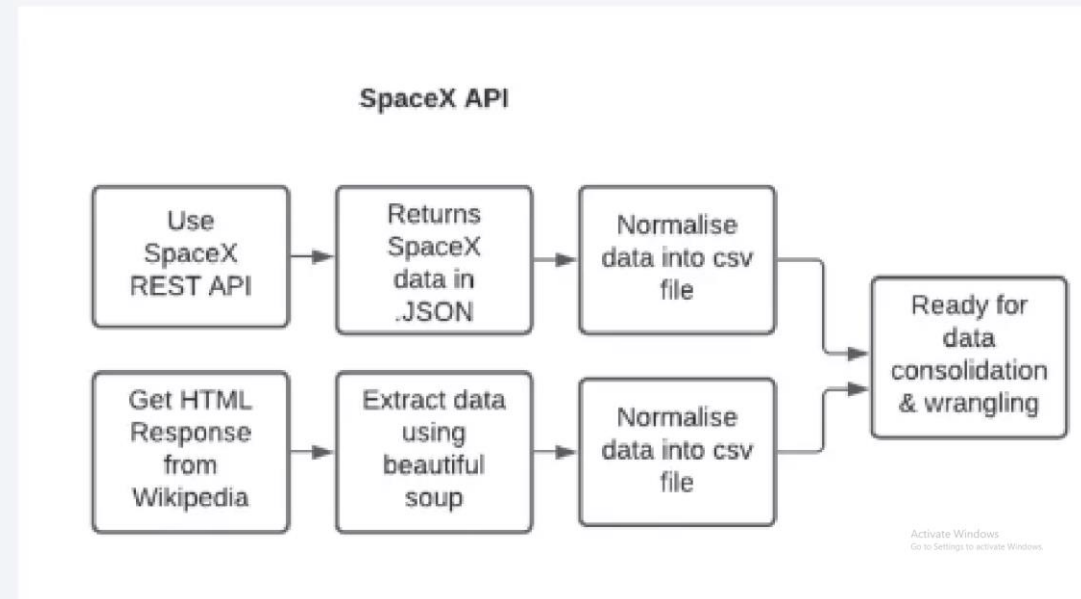 SpaceX API
Use
SpaceX
REST API
Returns
SpaceX
data in
.JSON
Normalise
data into csv
file
Get HTML
Response
from
Wikipedia
Extract data
using
beautiful
soup
Normalise
data into csv
file
Ready for
data
consolidation
& wrangling
Activate Windows
Go to Settings to activate Windows.